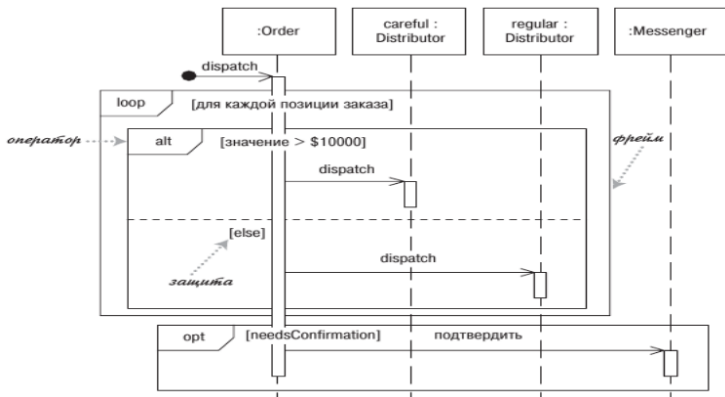 :Order
careful :
Distributor
regular :
Distributor
:Messenger
dispatch
loop
[для каждой позиции заказа]
оператор
alt
[значение > $10000]
фрейм
dispatch
[else]
защита
dispatch
opt
[needsConfirmation]
подтвердить